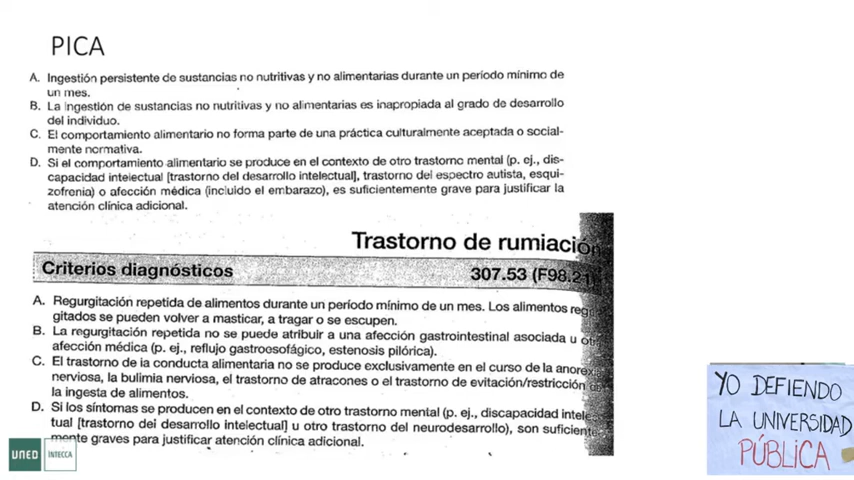 PICA
A. Ingestión persistente de sustancias no nutritivas y no alimentarias durante un período mínimo de
un mes.
B. La ingestión de sustancias no nutritivas y no alimentarias es inapropiada al grado de desarrollo
del individuo.
C. El comportamiento alimentario no forma parte de una práctica culturalmente aceptada o social-
mente normativa.
D. Si el comportamiento alimentario se produce en el contexto de otro trastorno mental (p. ej., dis-
capacidad intelectual [trastorno del desarrollo intelectual], trastorno del espectro autista, esqui-
zofrenia) o afección médica (incluido el embarazo), es suficientemente grave para justificar la
atención clínica adicional.
Trastorno de rumiación
Criterios diagnósticos 307.53 (F98.21)
A. Regurgitación repetida de alimentos durante un período mínimo de un mes. Los alimentos regur-
gitados se pueden volver a masticar, a tragar o se escupen.
B. La regurgitación repetida no se puede atribuir a una afección gastrointestinal asociada u
afección médica (p. ej., reflujo gastroesofágico, estenosis pilórica).
C. El trastorno de la conducta alimentaria no se produce exclusivamente en el curso de la anorexia
nerviosa, la bulimia nerviosa, el trastorno de atracones o el trastorno de evitación/restricción de
la ingesta de alimentos.
D. Si los síntomas se producen en el contexto de otro trastorno mental (p. ej., discapacidad intelec-
tual [trastorno del desarrollo intelectual] u otro trastorno del neurodesarrollo), son suficiente-
mente graves para justificar atención clínica adicional.
UNED INTECCA
YO DEFIENDO
LA UNIVERSIDAD
PÚBLICA